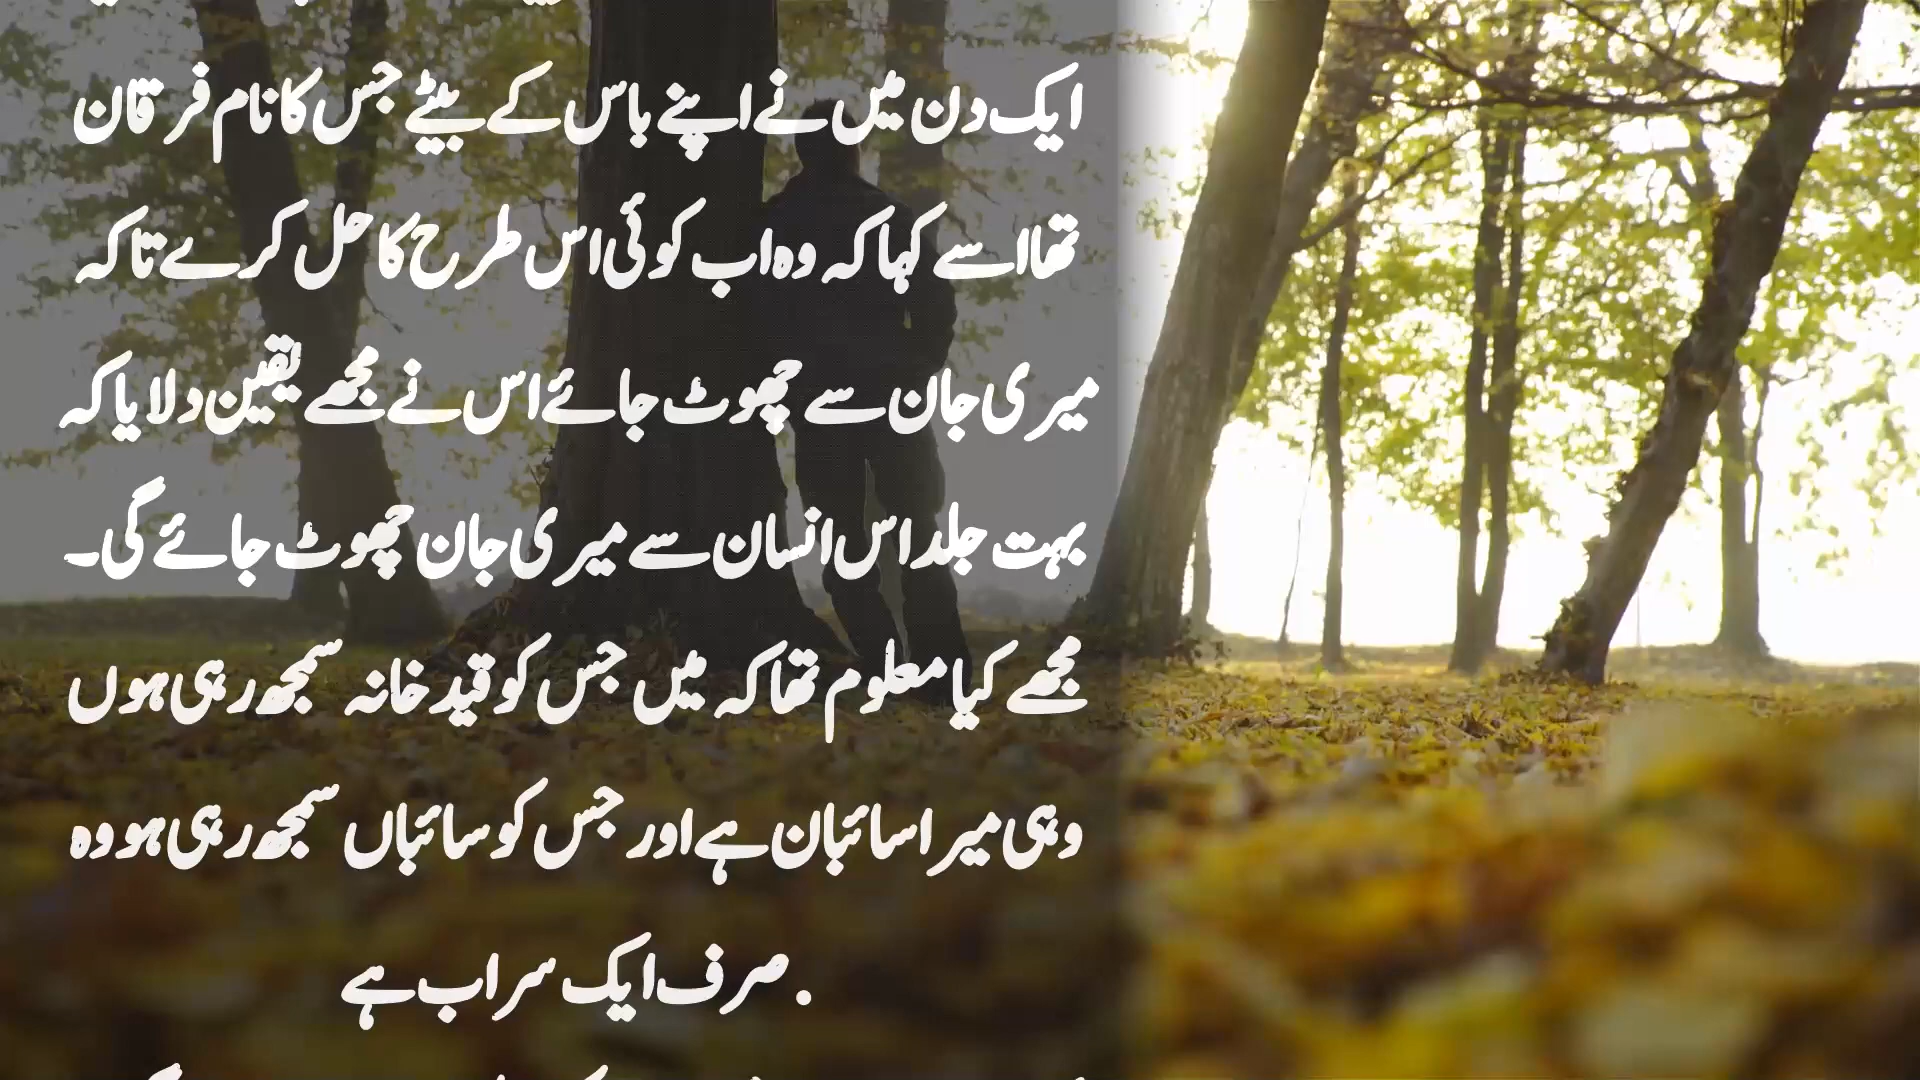 ایک دن میں نے اپنے باس کے بیٹے جس کا نام فرقان
تھا اسے کہا کہ وہ اب کوئی اس طرح کا حل کرے تاکہ
میری جان سے چھوٹ جائے اس نے مجھے یقین دلایا کہ
بہت جلد اس انسان سے میری جان چھوٹ جائے گی۔
مجھے کیا معلوم تھا کہ میں جس کو قید خانہ سمجھ رہی ہوں
وہی میرا سائبان ہے اور جس کو سائباں سمجھ رہی ہو وہ
صرف ایک سراب ہے.